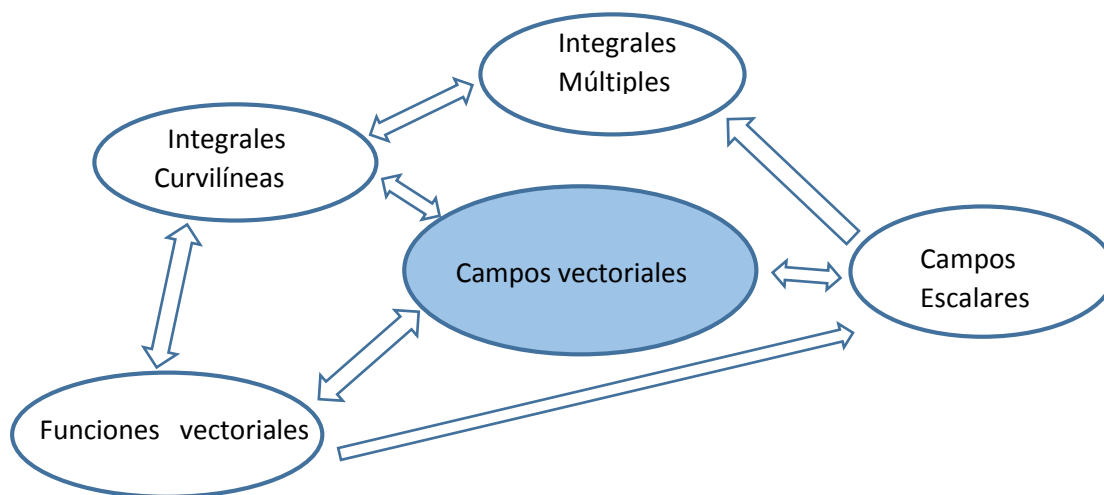 Integrales
Múltiples
Integrales
Curvilíneas
Campos vectoriales
Campos
Escalares
Funciones vectoriales